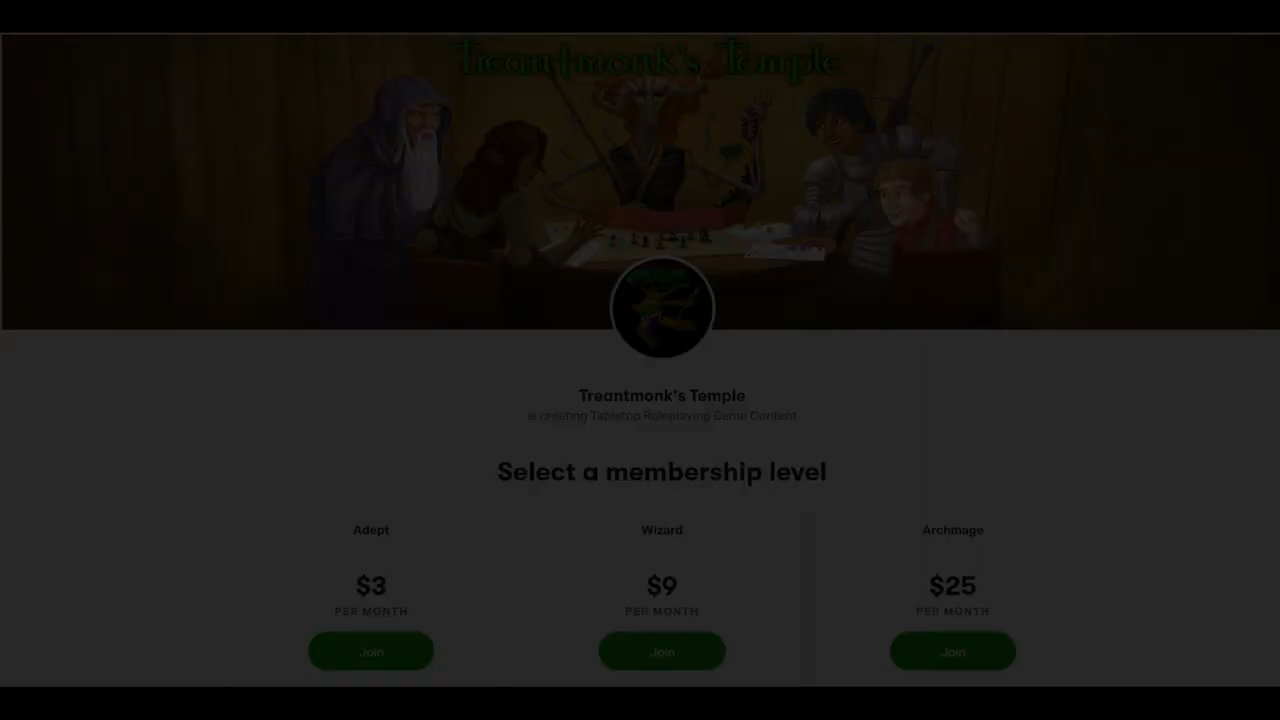 Treantmonk's Temple
Treantmonk's Temple
is creating Tabletop Roleplaying Game Content
Select a membership level
Adept
Wizard
Archmage
$3
$9
$25
PER MONTH
PER MONTH
PER MONTH
Join
Join
Join